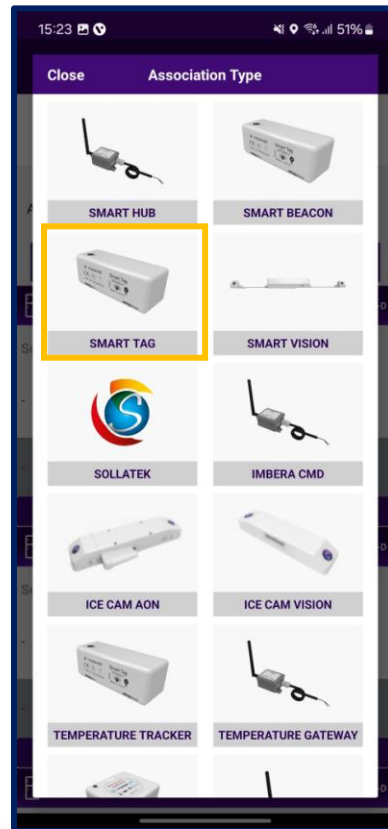 15:23 51%
Close Association Type
SMART HUB SMART BEACON
SMART TAG SMART VISION
SOLLATEK IMBERA CMD
ICE CAM AON ICE CAM VISION
TEMPERATURE TRACKER TEMPERATURE GATEWAY